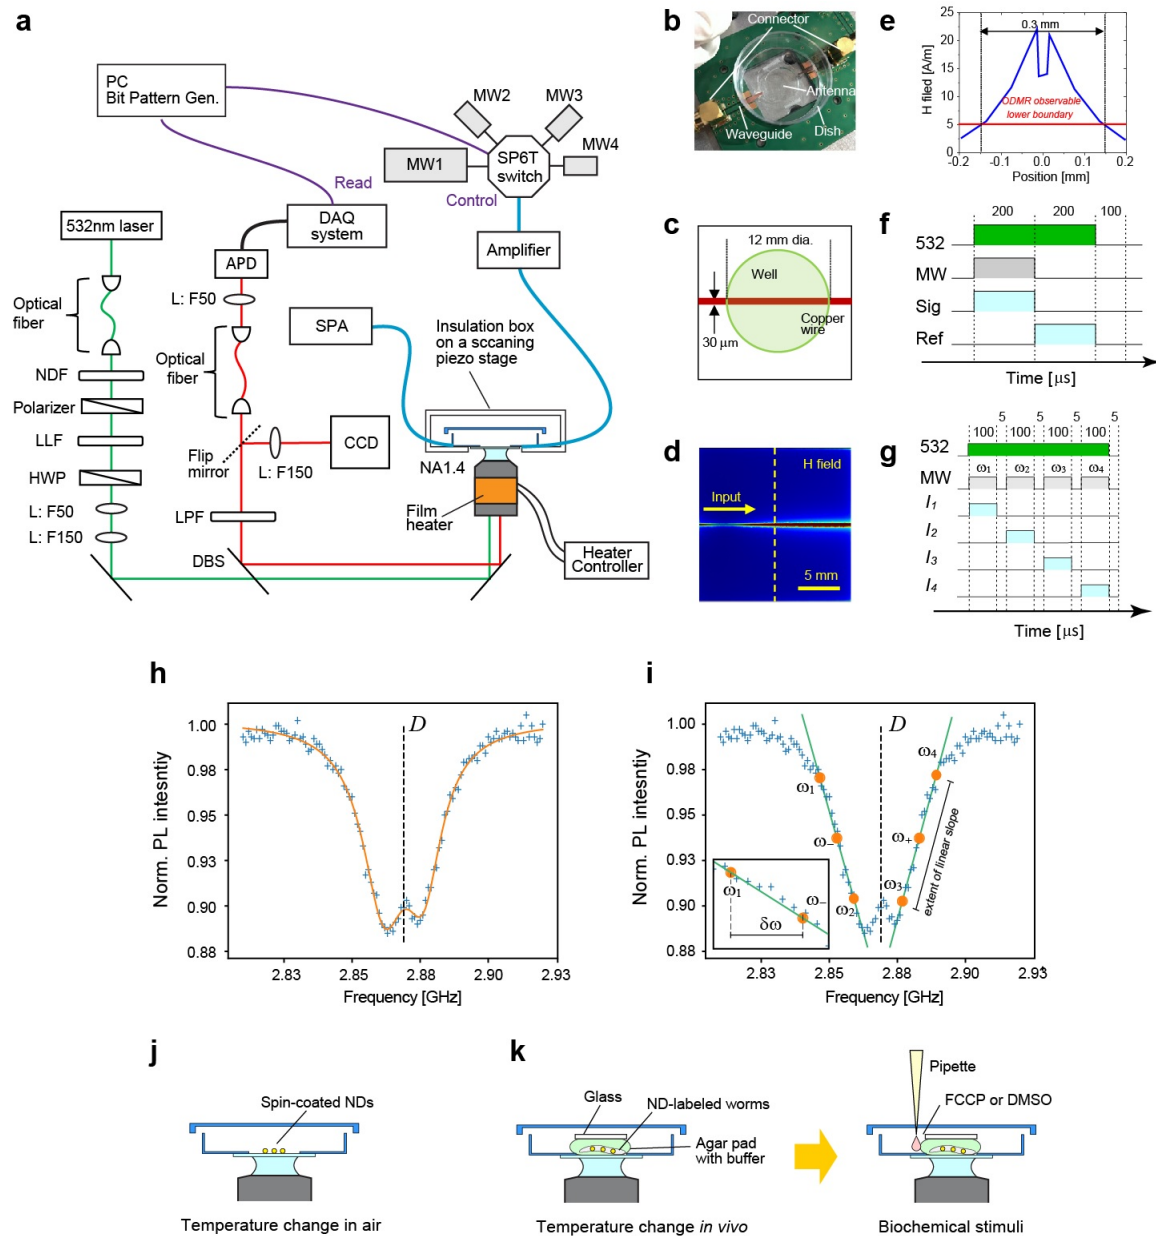 a
PC
Bit Pattern Gen.
MW2
MW3
MW1
MW4
SP6T
switch
Read
Control
532nm laser
DAQ
system
Amplifier
APD
L: F50
Optical
fiber
SPA
Insulation box
on a sccaning
piezo stage
Optical
fiber
NDF
Polarizer
LLF
Flip
mirror
CCD
L: F150
NA1.4
HWP
L: F50
LPF
Film
heater
L: F150
DBS
Heater
Controller
b
Connector
Antenna
Waveguide
Dish
c
12 mm dia.
Well
Copper
wire
30 μm
d
H field
Input
5 mm
e
H filed [A/m]
25
20
15
10
5
0
0.3 mm
ODMR observable
lower boundary
-0.2 -0.1 0.0 0.1 0.2
Position [mm]
f
200 200 100
532
MW
Sig
Ref
Time [μs]
g
5 5 5 5
100 100 100 100
532
ω1 ω2 ω3 ω4
MW
I1
I2
I3
I4
Time [μs]
h
Norm. PL intesntiy
1.00
0.98
0.95
0.93
0.90
0.88
D
2.83 2.85 2.88 2.90 2.93
Frequency [GHz]
i
Norm. PL intesntiy
1.00
0.98
0.95
0.93
0.90
0.88
D
ω4
ω1
ω−
ω+
ω3
ω2
extent of linear slope
ω1
ω−
δω
2.83 2.85 2.88 2.90 2.93
Frequency [GHz]
j
Spin-coated NDs
Temperature change in air
k
Glass
ND-labeled worms
Agar pad
with buffer
Temperature change in vivo
Pipette
FCCP or DMSO
Biochemical stimuli